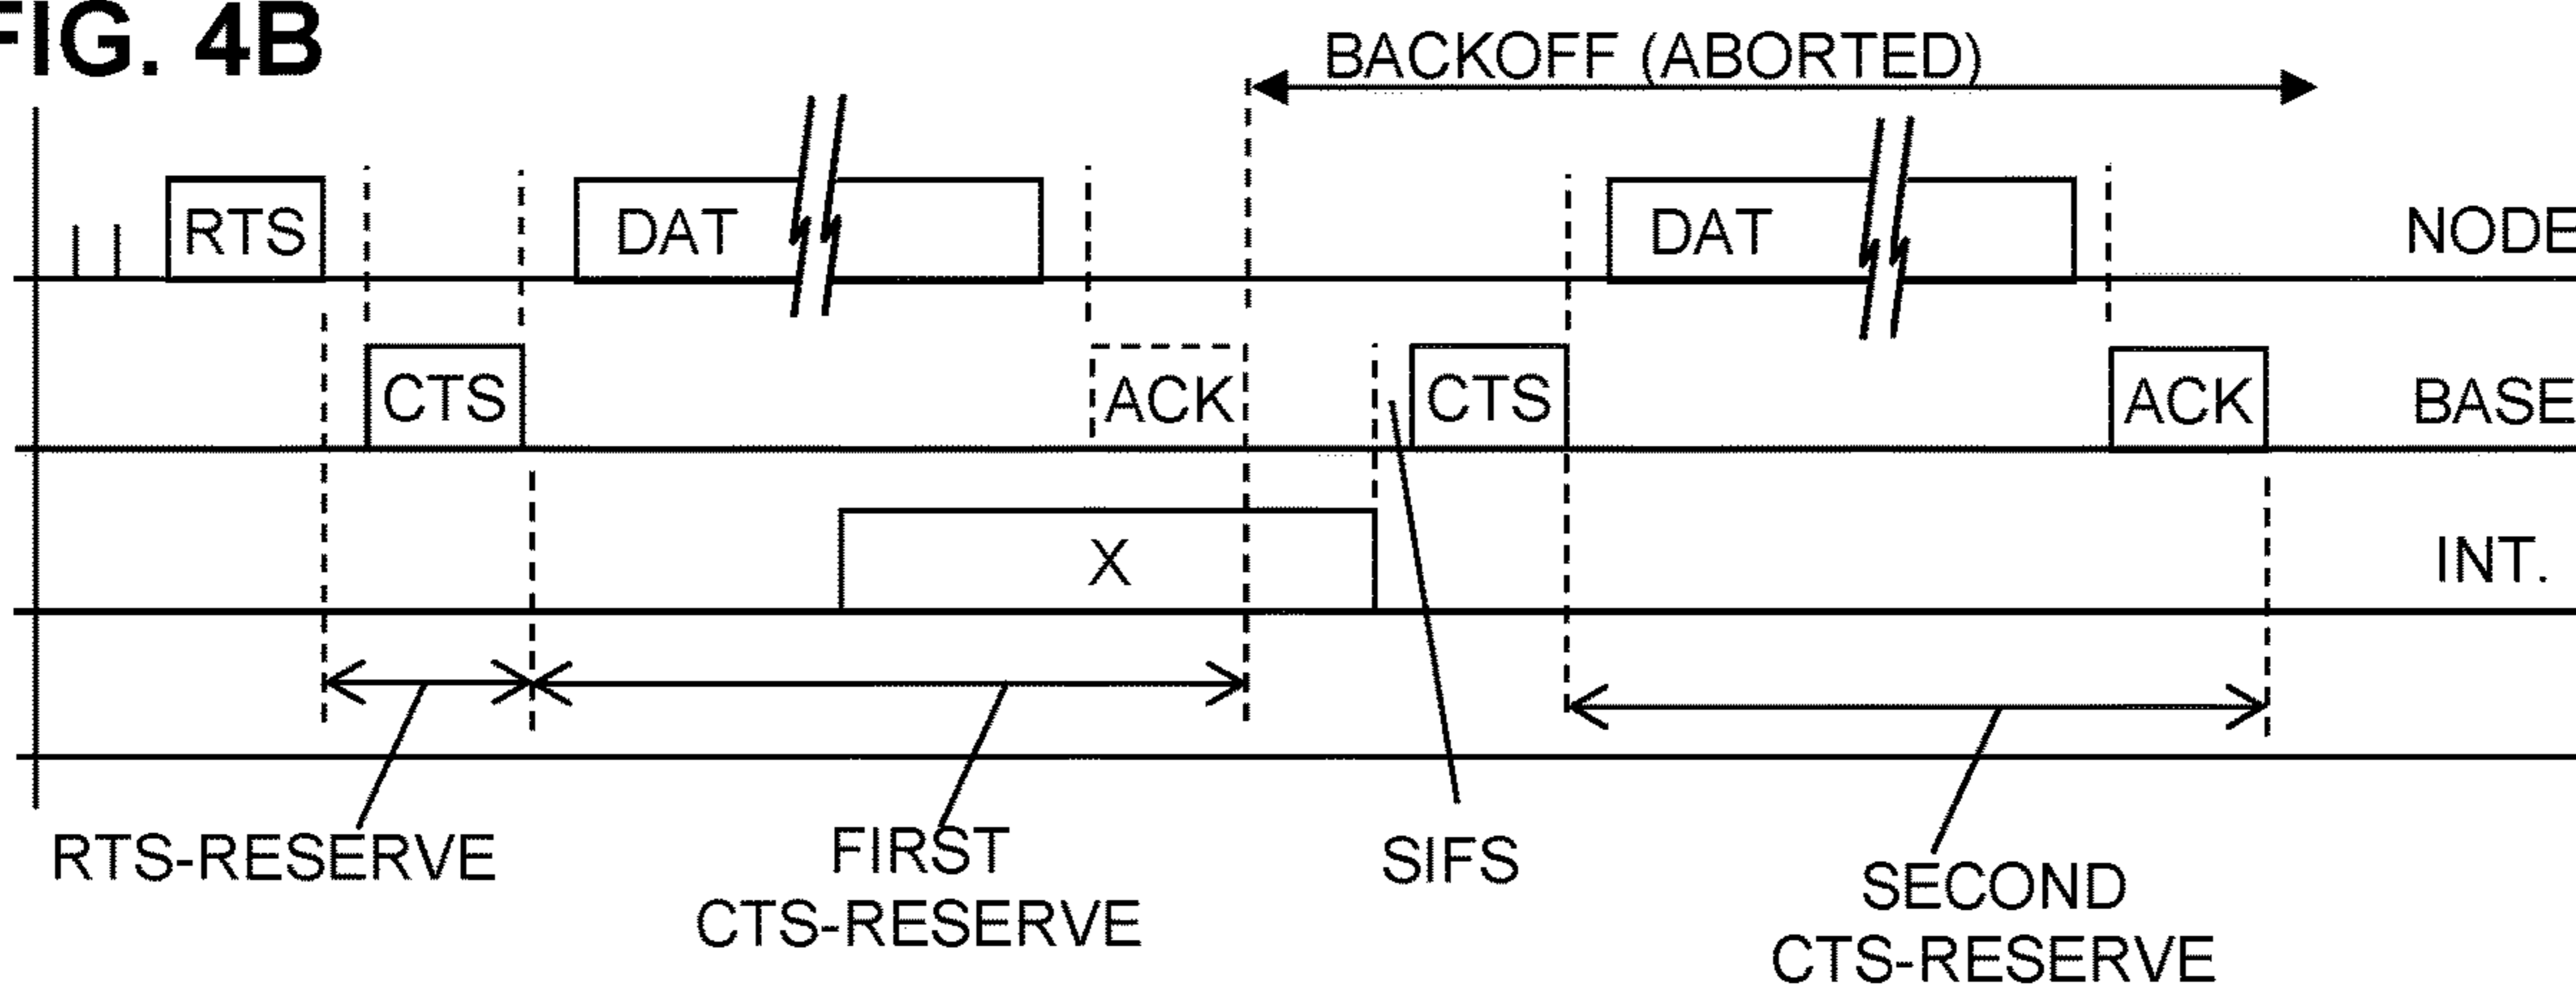 FIG. 4B
BACKOFF (ABORTED)
RTS
DAT
DAT
NODE
CTS
ACK
CTS
ACK
BASE
X
INT.
RTS-RESERVE
FIRST
CTS-RESERVE
SIFS
SECOND
CTS-RESERVE